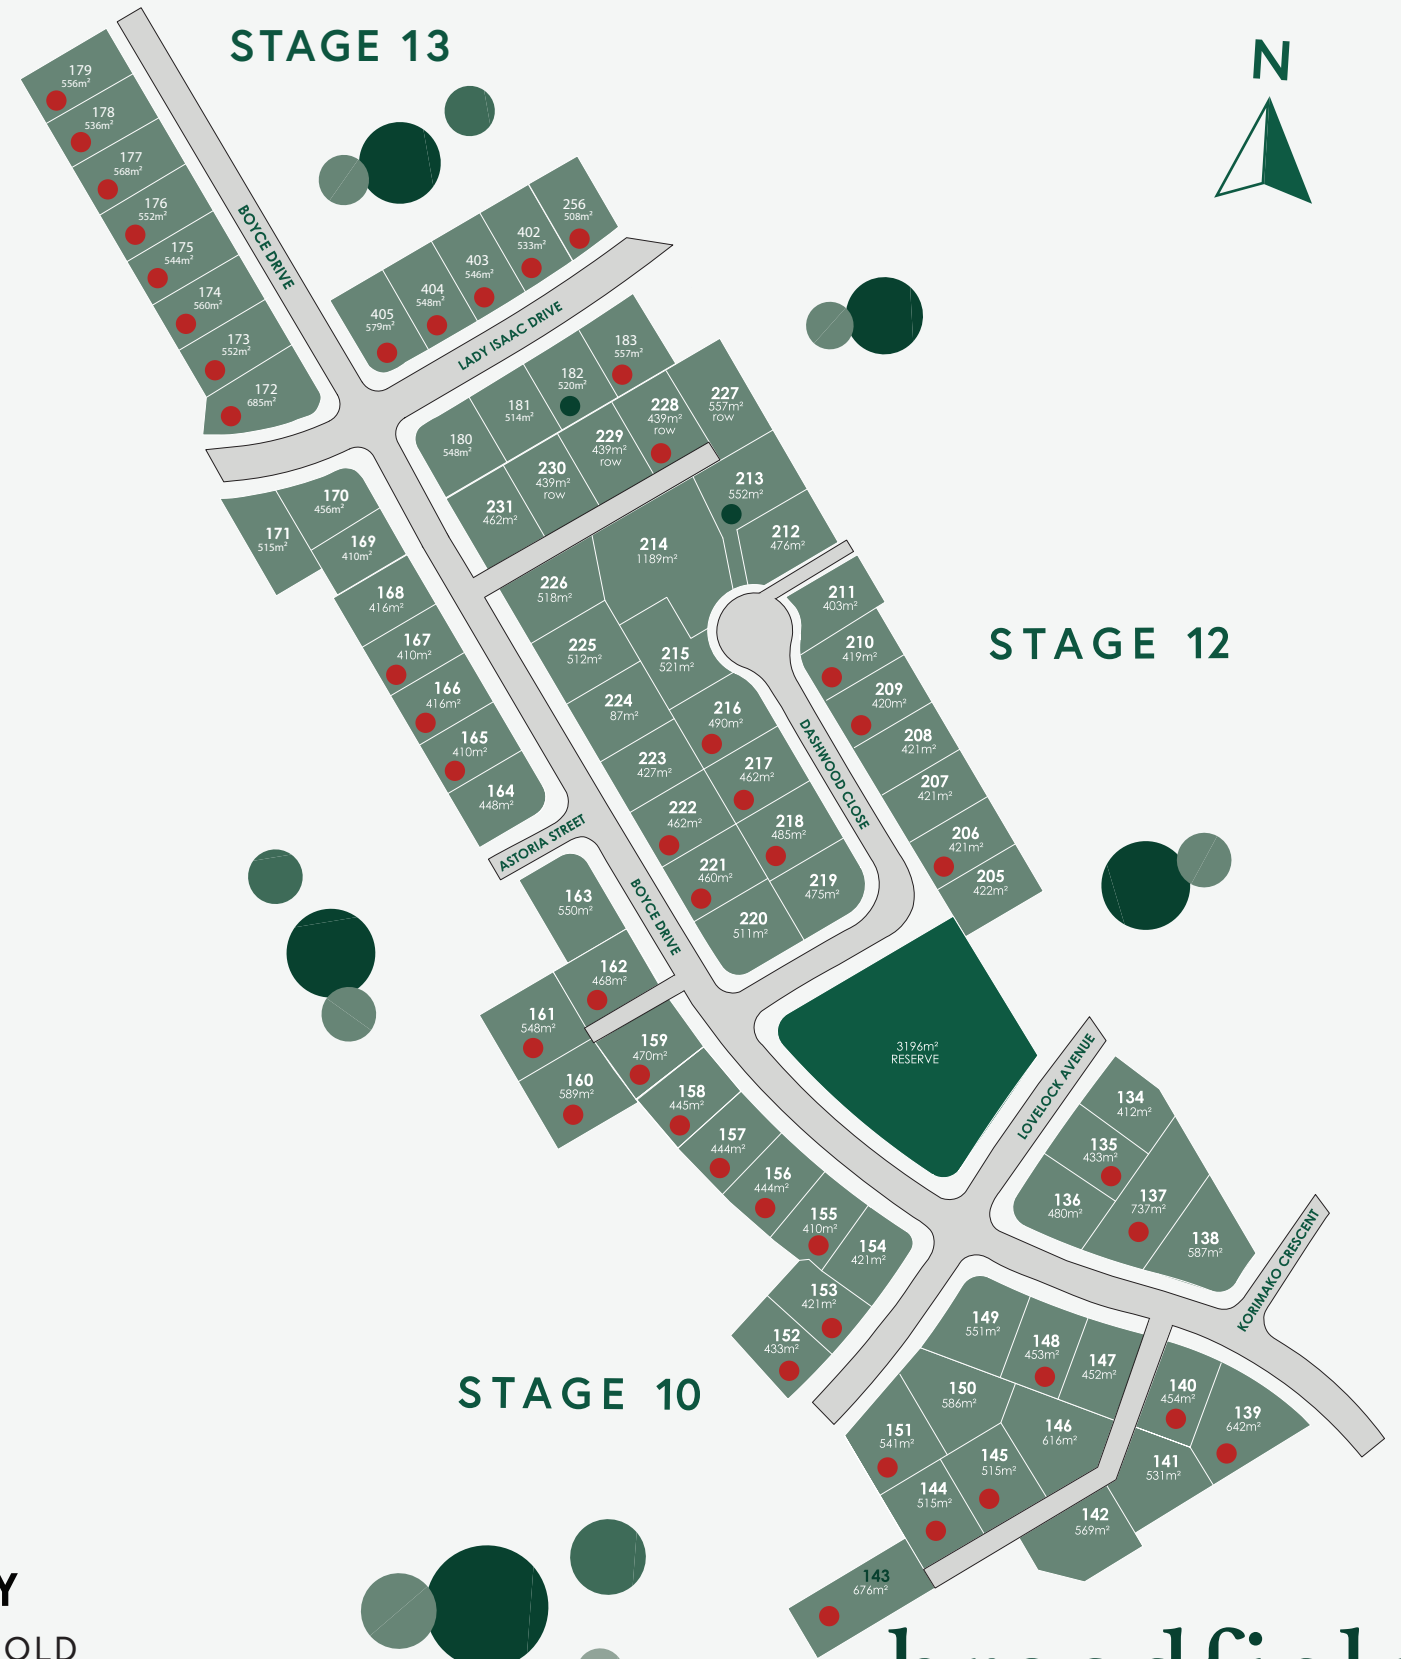 STAGE 13
N
179
556m²
178
536m²
177
568m²
176
552m²
175
544m²
174
560m²
173
552m²
172
685m²
BOYCE DRIVE
256
508m²
402
533m²
403
546m²
404
548m²
405
579m²
LADY ISAAC DRIVE
183
557m²
182
520m²
181
514m²
180
548m²
227
557m²
row
228
439m²
row
229
439m²
row
230
439m²
row
231
462m²
171
515m²
170
456m²
169
410m²
168
416m²
167
410m²
166
416m²
165
410m²
164
448m²
213
552m²
212
476m²
214
1189m²
226
518m²
225
512m²
215
521m²
224
87m²
216
490m²
223
427m²
217
462m²
222
462m²
218
485m²
221
460m²
219
475m²
220
511m²
211
403m²
210
419m²
209
420m²
208
421m²
207
421m²
206
421m²
205
422m²
STAGE 12
DASHWOOD CLOSE
ASTORIA STREET
BOYCE DRIVE
163
550m²
162
468m²
161
548m²
160
589m²
159
470m²
158
445m²
157
444m²
156
444m²
155
410m²
154
421m²
153
421m²
152
433m²
3196m²
RESERVE
LOVELOCK AVENUE
134
412m²
135
433m²
136
480m²
137
737m²
138
587m²
KORIMAKO CRESCENT
STAGE 10
149
551m²
148
453m²
147
452m²
150
586m²
146
616m²
151
541m²
145
515m²
144
515m²
140
454m²
139
642m²
141
531m²
142
569m²
143
676m²
Y
OLD